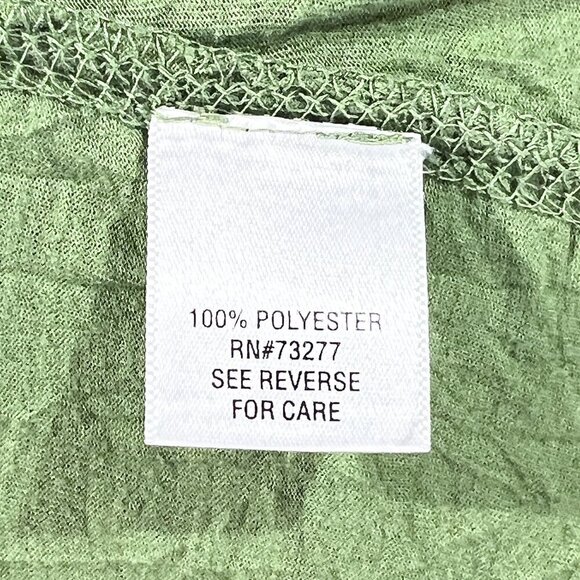 100% POLYESTER
RN#73277
SEE REVERSE
FOR CARE